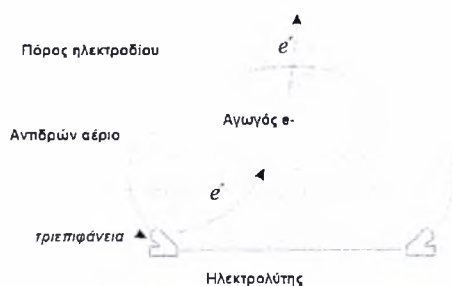 Πόρος ηλεκτροδίου
e-
Αντιδρών αέριο
Αγωγός e-
e-
τριεπιφάνεια
Ηλεκτρολύτης